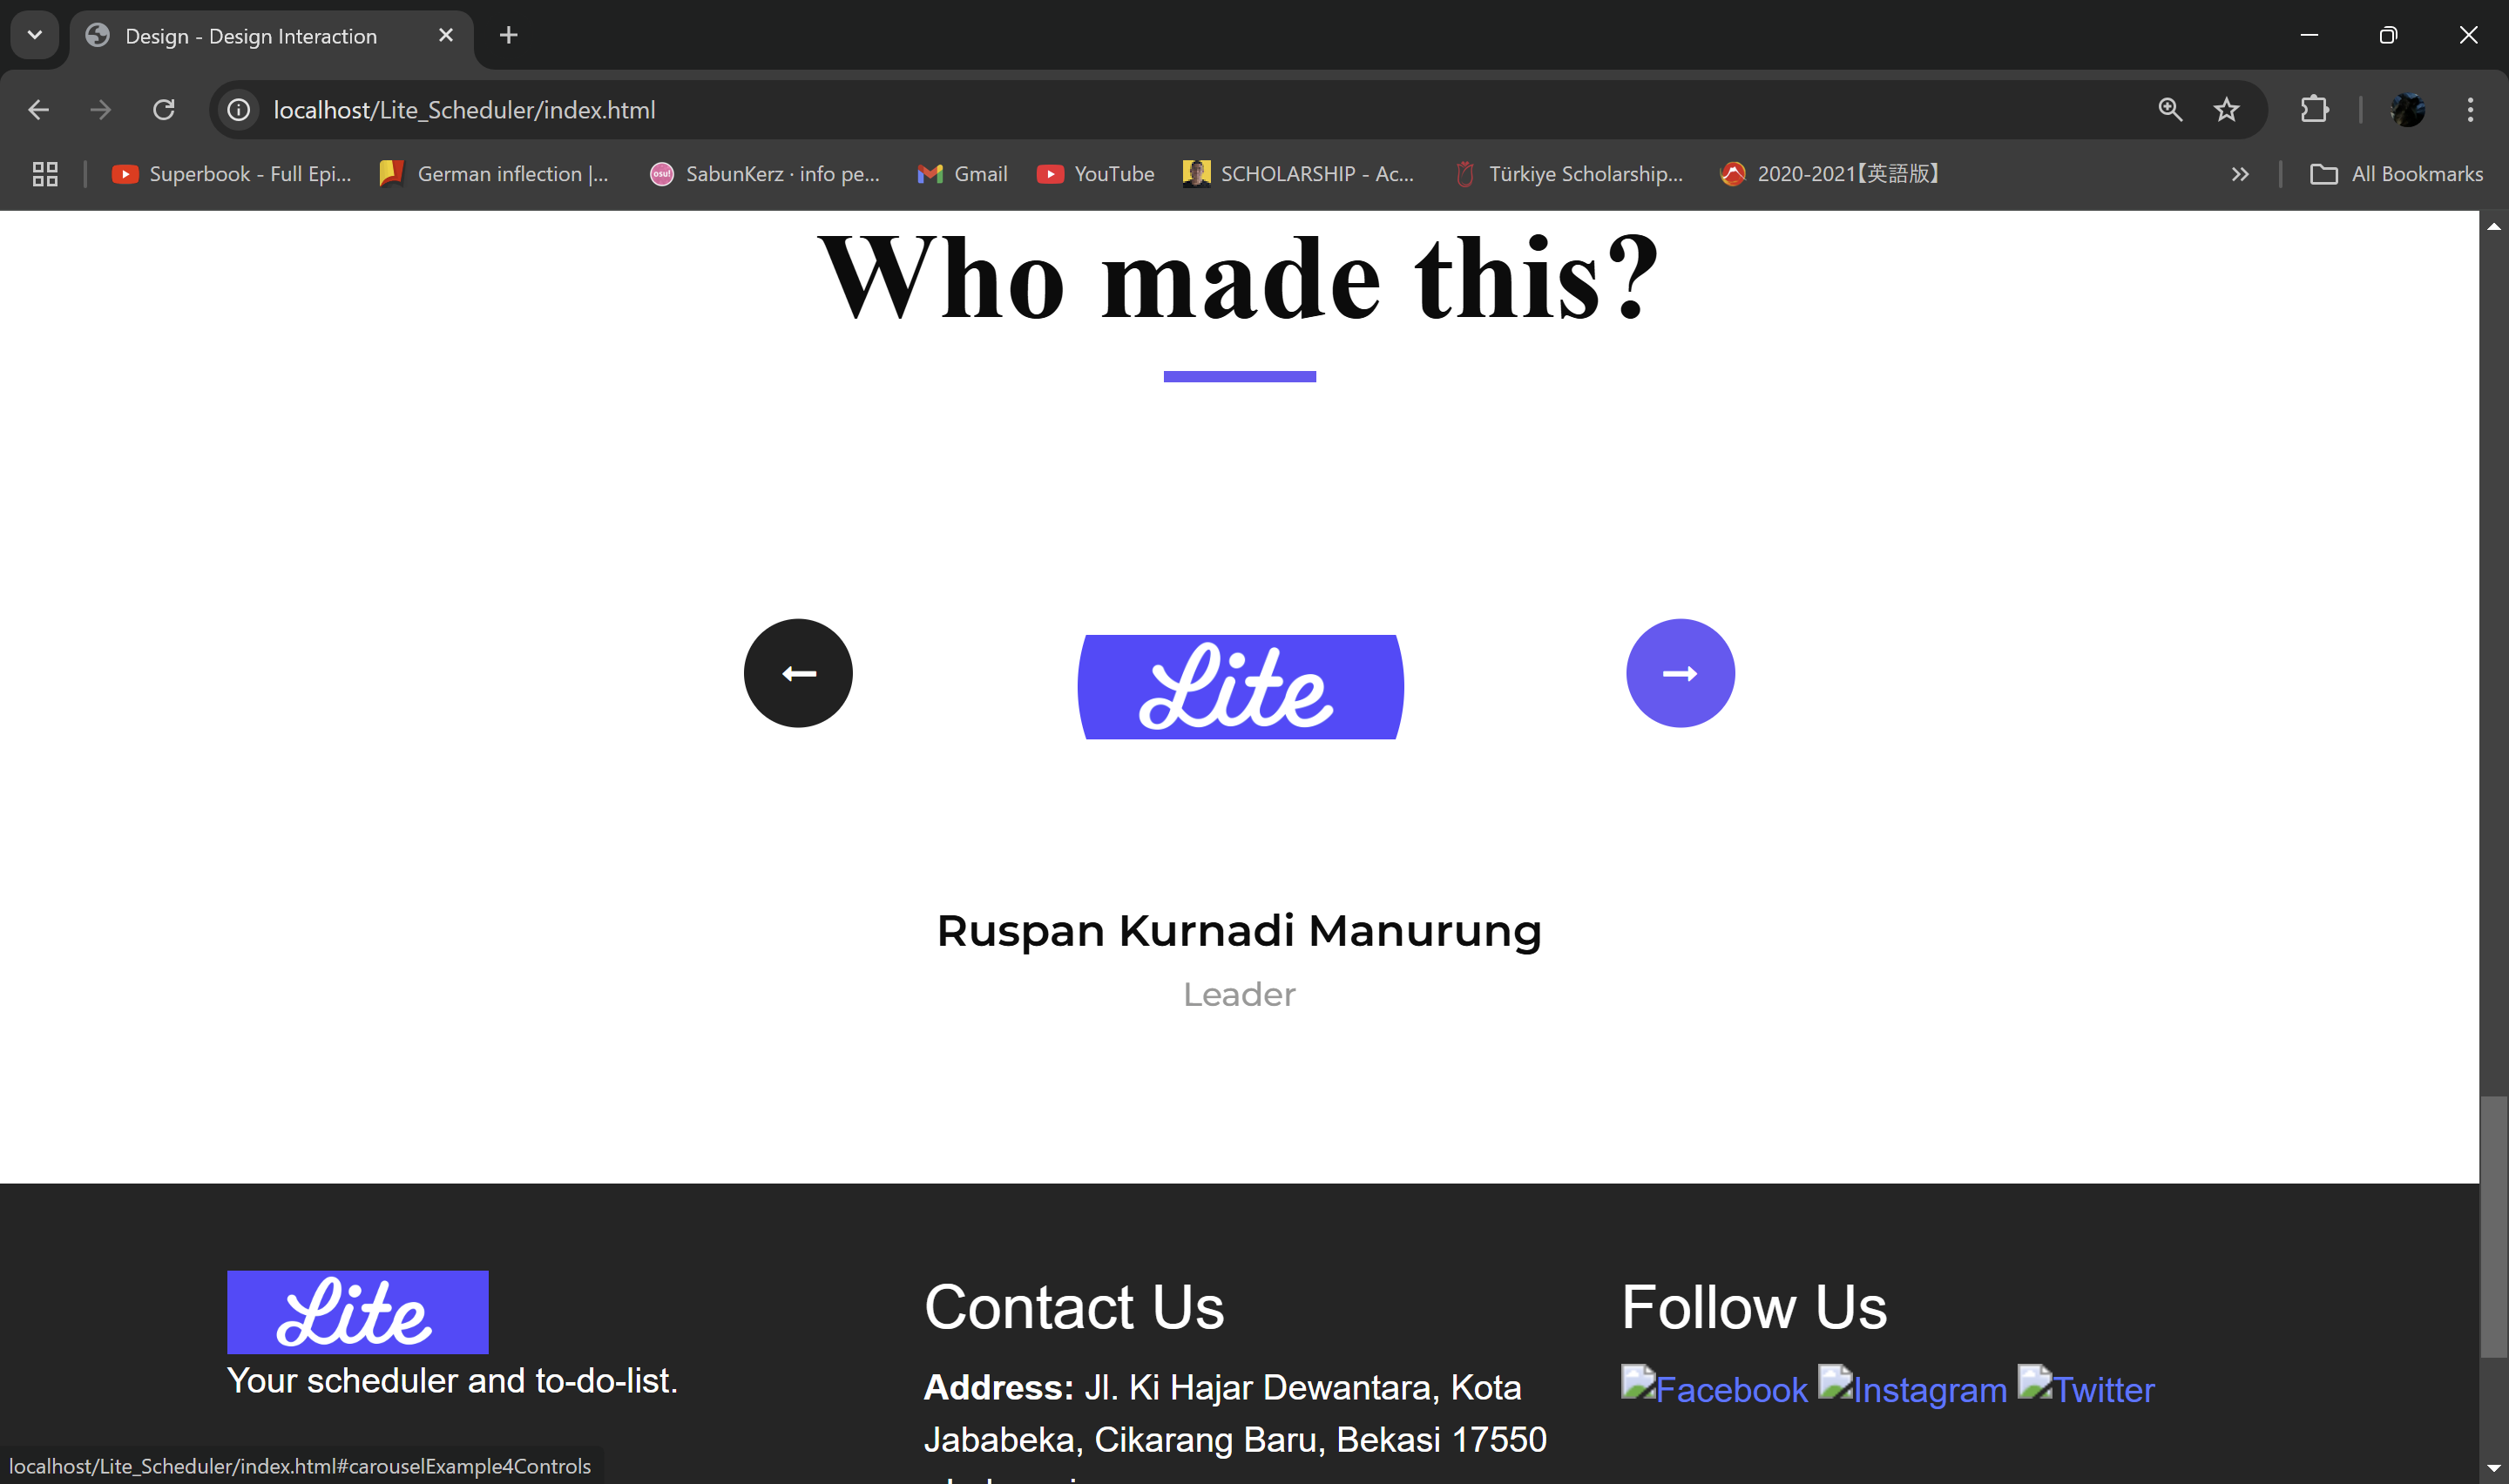 Design - Design Interaction
localhost/Lite_Scheduler/index.html
Superbook - Full Epi...
German inflection |...
osu!
SabunKerz · info pe...
Gmail
YouTube
SCHOLARSHIP - Ac...
Türkiye Scholarship...
2020-2021【英語版】
All Bookmarks
Who made this?
Lite
Ruspan Kurnadi Manurung
Leader
Lite
Your scheduler and to-do-list.
Contact Us
Address: Jl. Ki Hajar Dewantara, Kota
Jababeka, Cikarang Baru, Bekasi 17550
Follow Us
Facebook Instagram Twitter
localhost/Lite_Scheduler/index.html#carouselExample4Controls